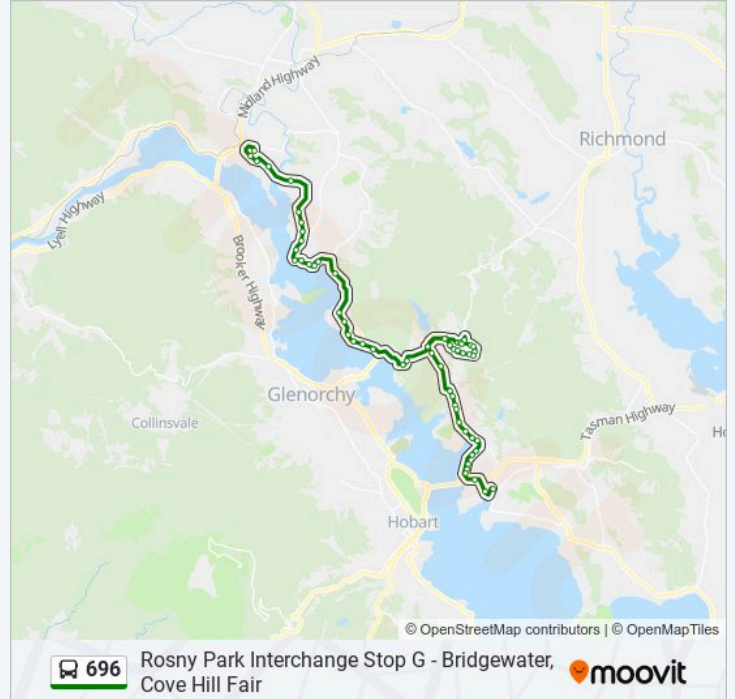 Midland Highway
Richmond
Lyell Highway
Brooker Highway
Glenorchy
Collinsvale
Tasman Highway
Ho
Hobart
© OpenStreetMap contributors | © OpenMapTiles
696
Rosny Park Interchange Stop G - Bridgewater,
Cove Hill Fair
moovit